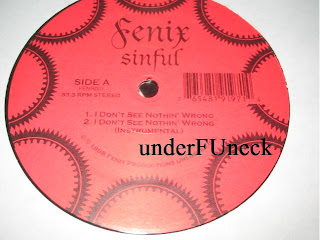 Fenix
sinful
SIDE A
33.3 RPM STEREO
1. I DON'T SEE NOTHIN' WRONG
2. I DON'T SEE NOTHIN' WRONG
(INSTRUMENTAL)
underFUneck